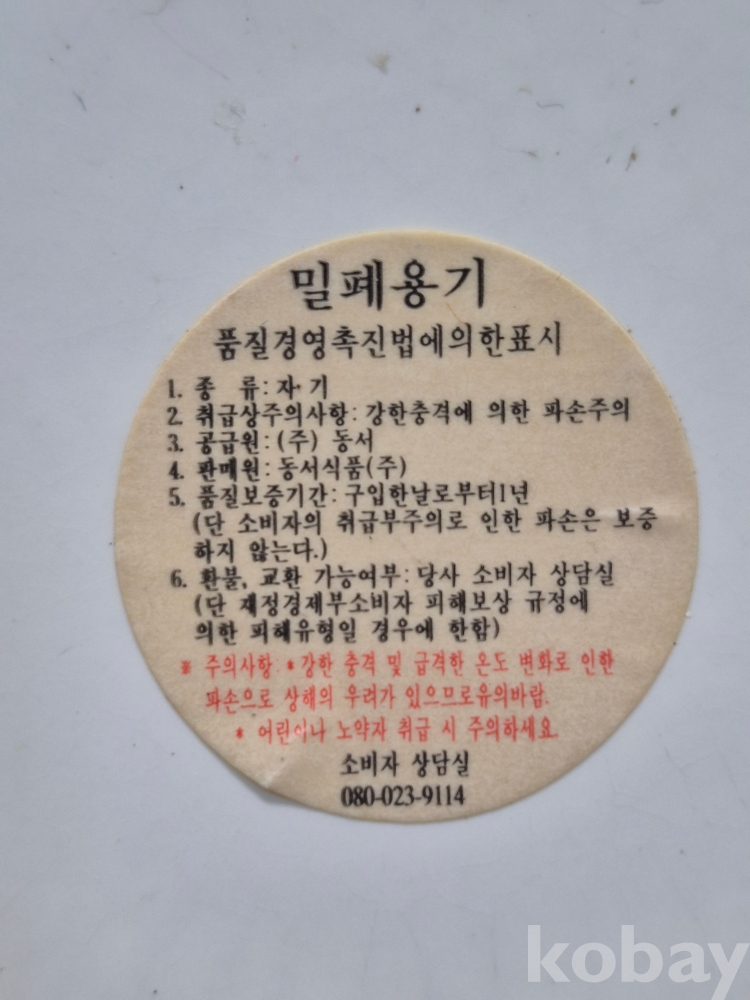 밀폐용기
품질경영촉진법에의한표시
1. 종 류: 자기
2. 취급상주의사항: 강한충격에 의한 파손주의
3. 공급원: (주) 동서
4. 판매원: 동서식품(주)
5. 품질보증기간: 구입한날로부터1년
(단 소비자의 취급부주의로 인한 파손은 보증
하지 않는다.)
6. 환불, 교환 가능여부: 당사 소비자 상담실
(단 재정경제부소비자 피해보상 규정에
의한 피해유형일 경우에 한함)
※ 주의사항: *강한 충격 및 급격한 온도 변화로 인한
파손으로 상해의 우려가 있으므로유의바람.
* 어린이나 노약자 취급 시 주의하세요.
소비자 상담실
080-023-9114
kobay